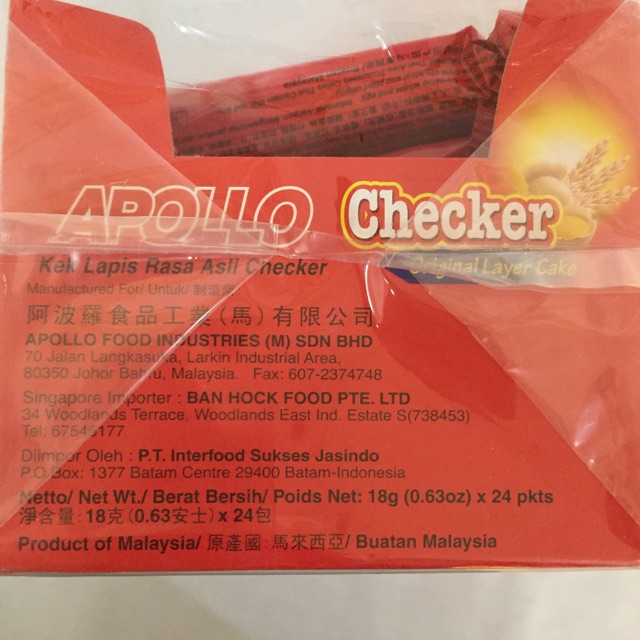 APOLLO Checker
Original Layer Cake
Kek Lapis Rasa Asli Checker
Manufactured For/ Untuk/ 制造商
阿波羅食品工業(馬)有限公司
APOLLO FOOD INDUSTRIES (M) SDN BHD
70 Jalan Langkasuka, Larkin Industrial Area,
80350 Johor Bahru, Malaysia. Fax: 607-2374748
Singapore Importer : BAN HOCK FOOD PTE. LTD
34 Woodlands Terrace, Woodlands East Ind. Estate S(738453)
Tel: 67545177
Diimpor Oleh : P.T. Interfood Sukses Jasindo
P.O.Box: 1377 Batam Centre 29400 Batam-Indonesia
Netto/ Net Wt./ Berat Bersih/ Poids Net: 18g (0.63oz) x 24 pkts
淨含量: 18克 (0.63安士) x 24包
Product of Malaysia/ 原產國: 馬來西亞/ Buatan Malaysia